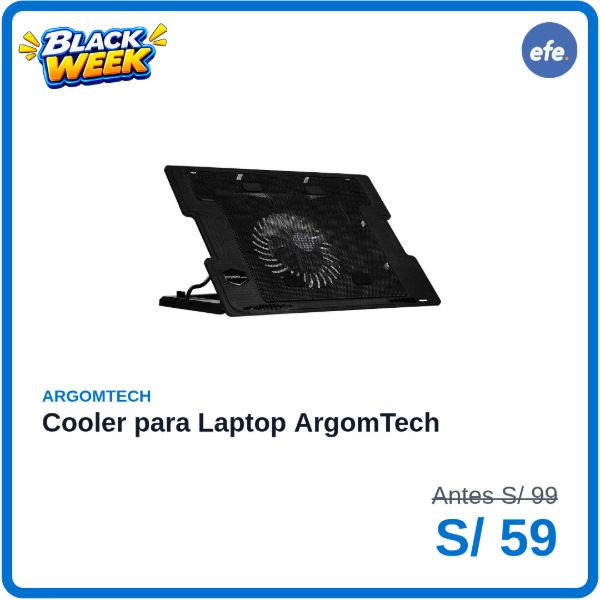 BLACK
WEEK
efe.
ARGOMTECH
Cooler para Laptop ArgomTech
Antes S/ 99
S/ 59